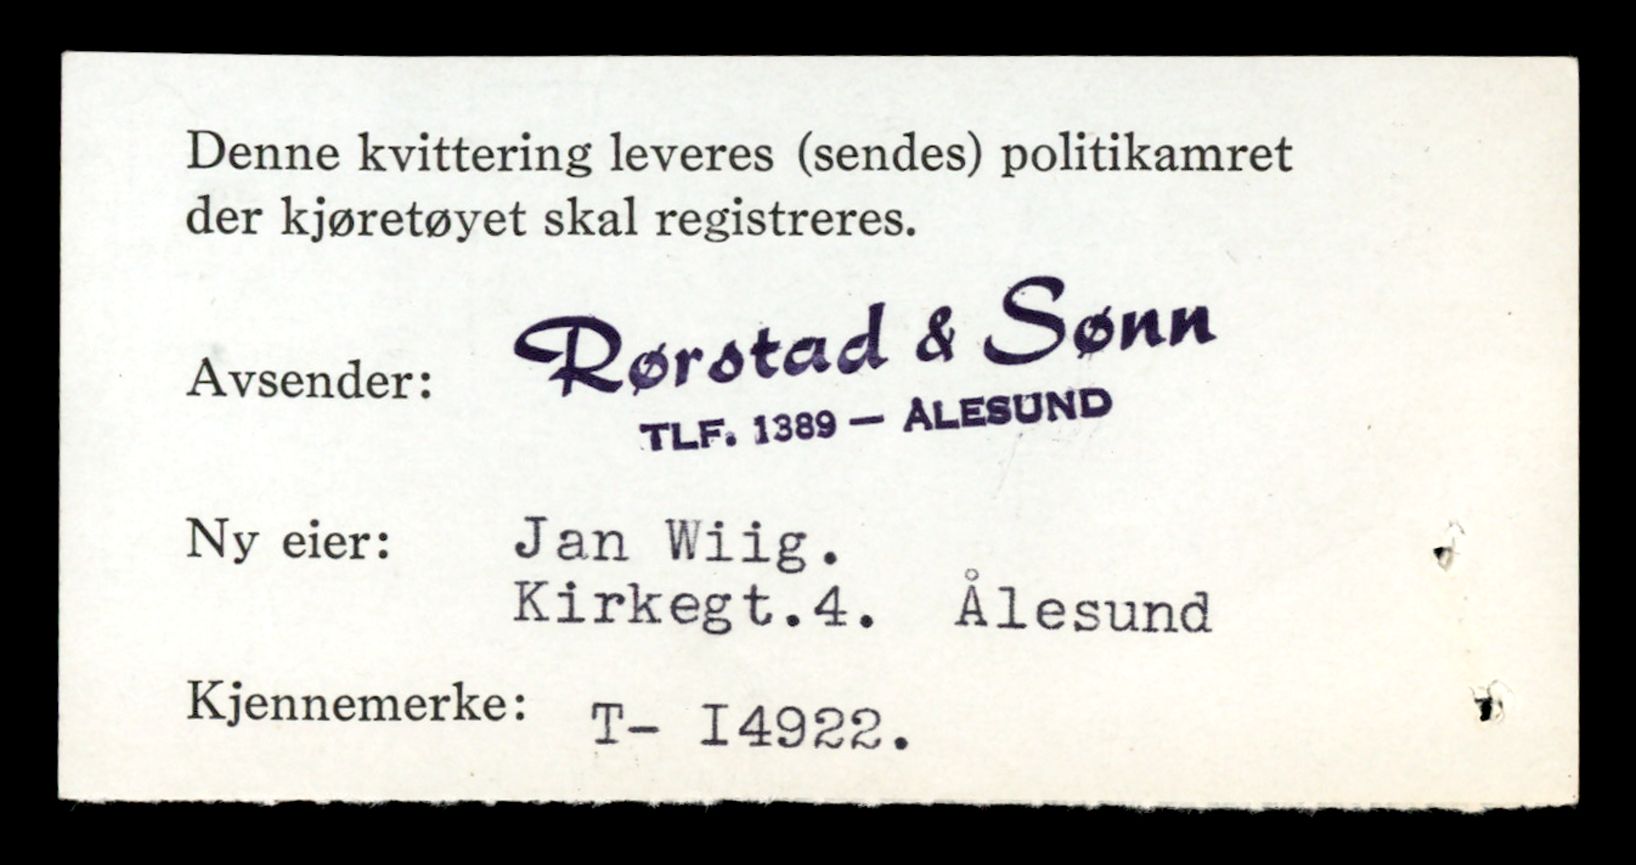 Denne kvittering leveres (sendes) politikamret
der kjøretøyet skal registreres.
Avsender: Rørstad & Sønn
TLF. 1389 — ÅLESUND
Ny eier: Jan Wiig.
Kirkegt.4. Ålesund
Kjennemerke: T- I4922.